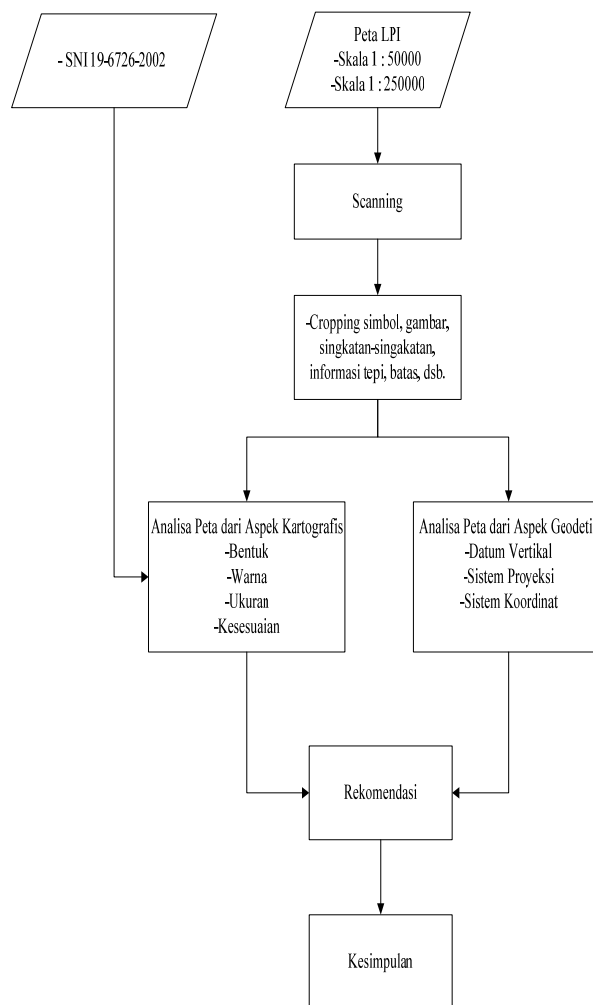 - SNI 19-6726-2002
Peta LPI
-Skala 1 : 50000
-Skala 1 : 250000
Scanning
-Cropping simbol, gambar,
singkatan-singakatan,
informasi tepi, batas, dsb.
Analisa Peta dari Aspek Kartografis
-Bentuk
-Warna
-Ukuran
-Kesesuaian
Analisa Peta dari Aspek Geodeti
-Datum Vertikal
-Sistem Proyeksi
-Sistem Koordinat
Rekomendasi
Kesimpulan